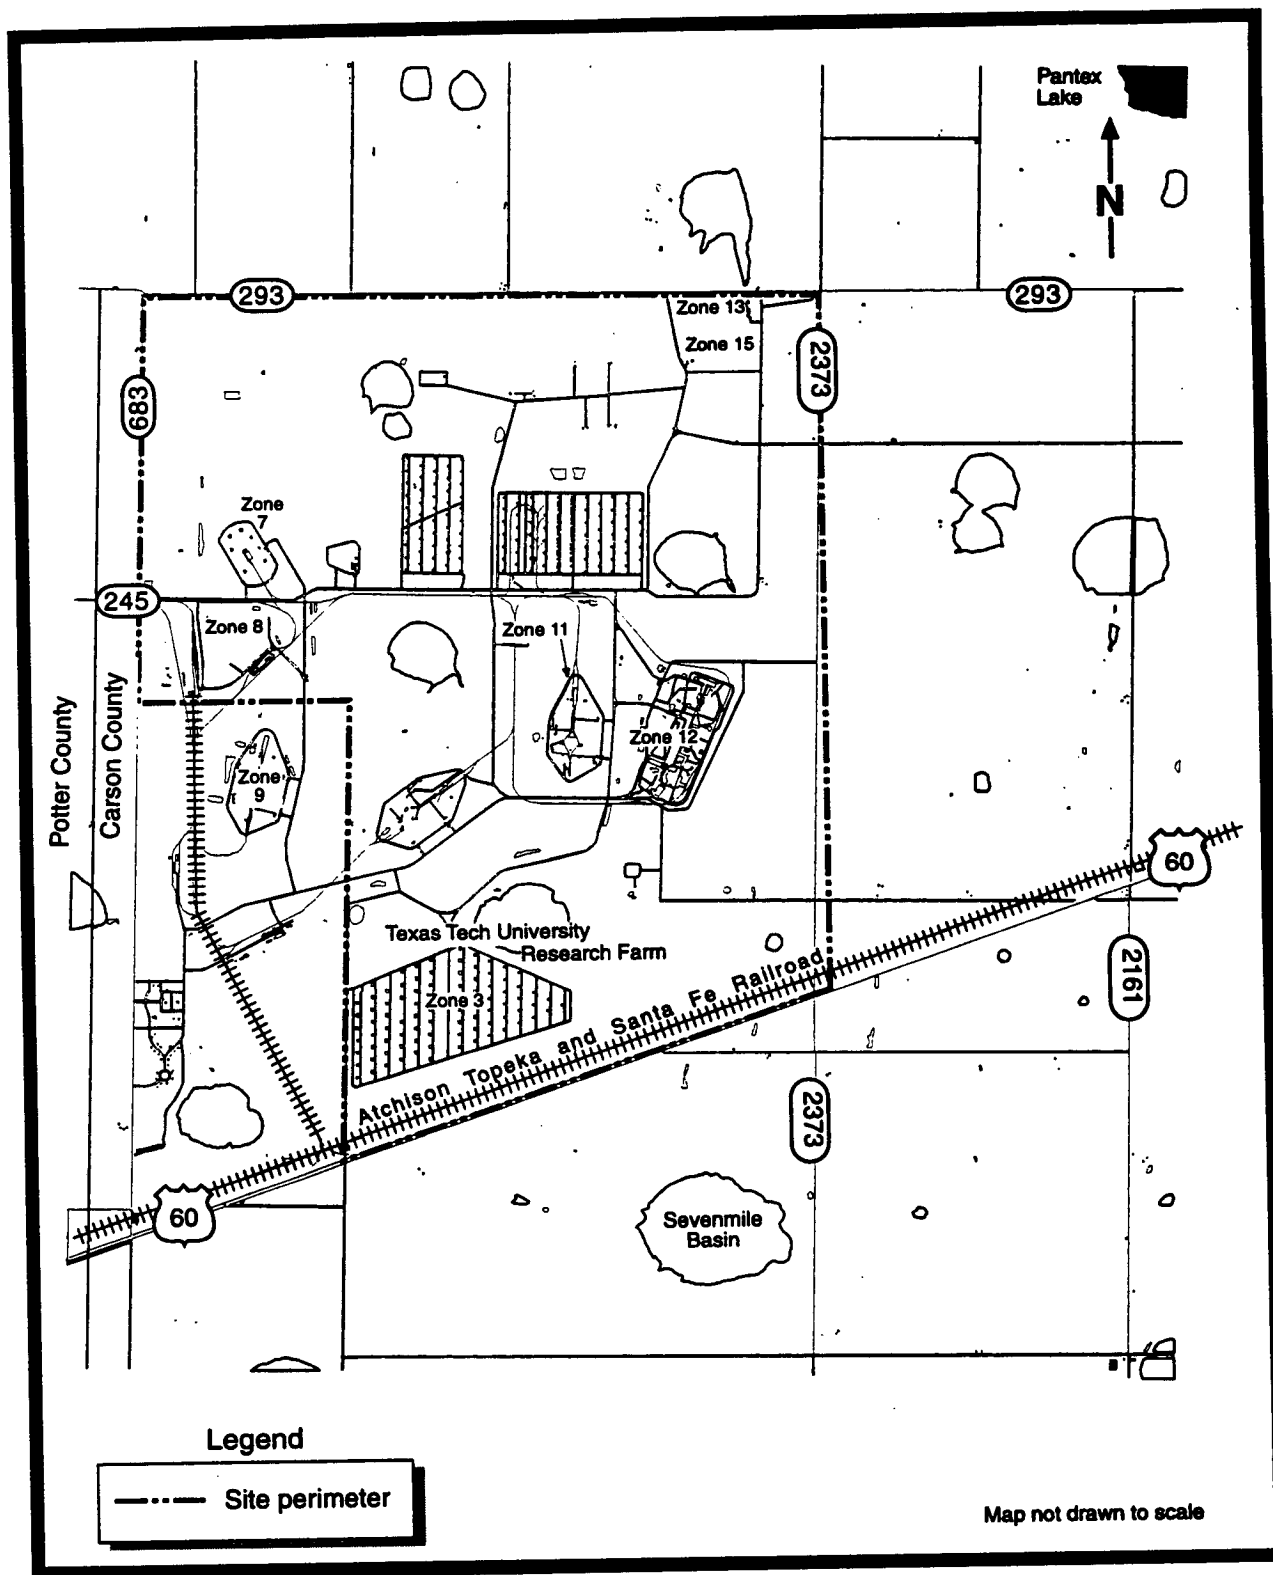 Pantex
Lake
N
293
293
Zone 13
Zone 15
2373
683
Zone
7
245
Zone 8
Zone 11
Potter County
Carson County
Zone 12
Zone
9
60
Texas Tech University
Research Farm
Zone 3
Atchison Topeka and Santa Fe Railroad
2161
2373
60
Sevenmile
Basin
Legend
Site perimeter
Map not drawn to scale